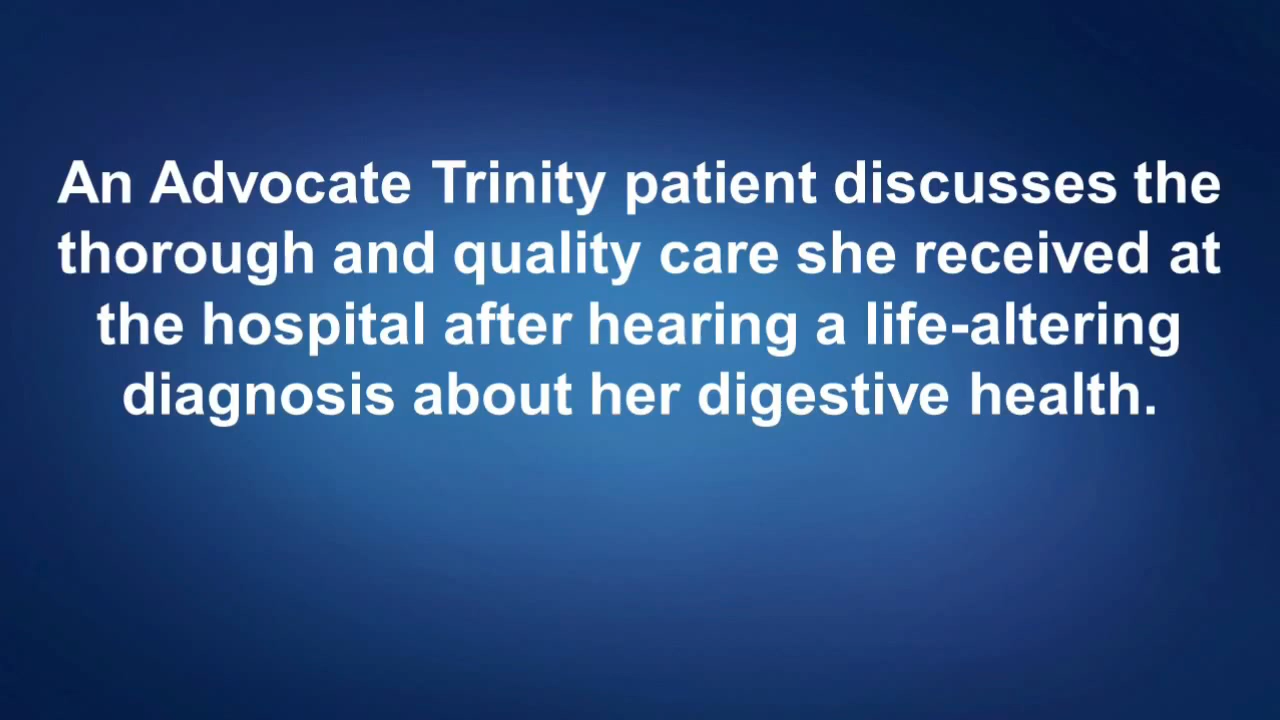 An Advocate Trinity patient discusses the
thorough and quality care she received at
the hospital after hearing a life-altering
diagnosis about her digestive health.